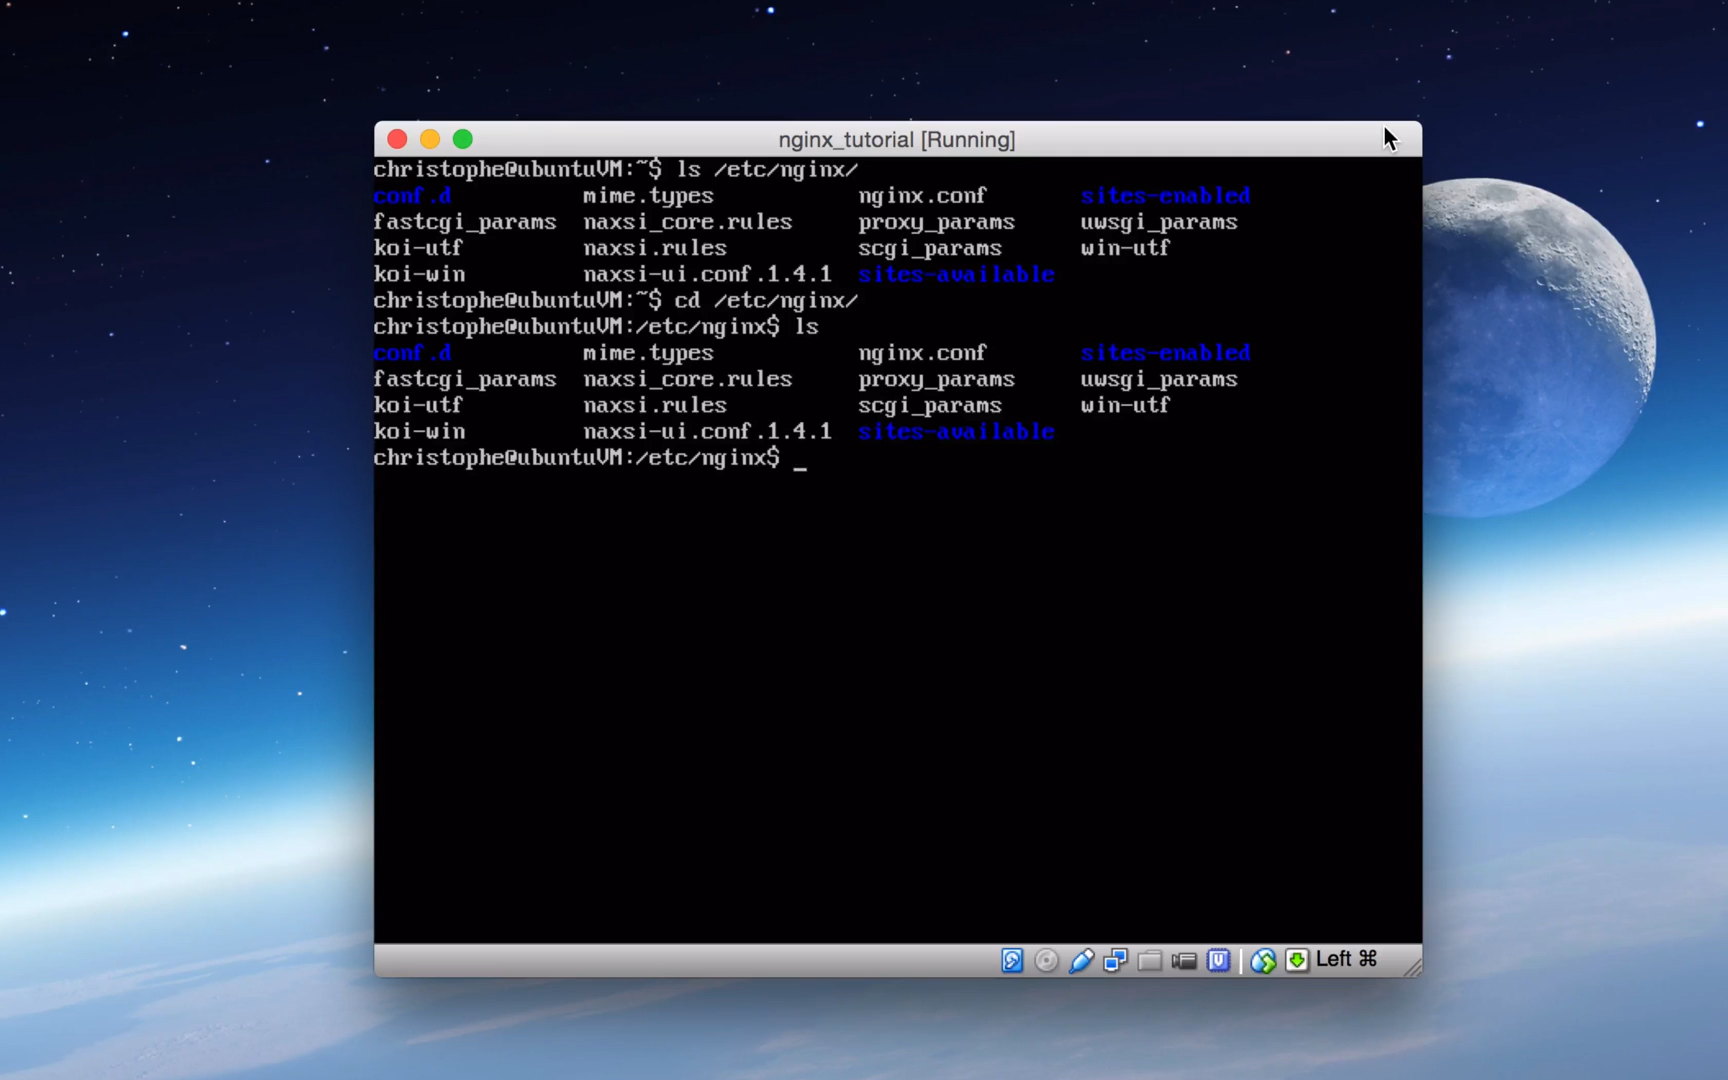 nginx_tutorial [Running]
christophe@ubuntuVM:~$ ls /etc/nginx/
conf.d mime.types nginx.conf sites-enabled
fastcgi_params naxsi_core.rules proxy_params uwsgi_params
koi-utf naxsi.rules scgi_params win-utf
koi-win naxsi-ui.conf.1.4.1 sites-available
christophe@ubuntuVM:~$ cd /etc/nginx/
christophe@ubuntuVM:/etc/nginx$ ls
conf.d mime.types nginx.conf sites-enabled
fastcgi_params naxsi_core.rules proxy_params uwsgi_params
koi-utf naxsi.rules scgi_params win-utf
koi-win naxsi-ui.conf.1.4.1 sites-available
christophe@ubuntuVM:/etc/nginx$ _
Left ⌘